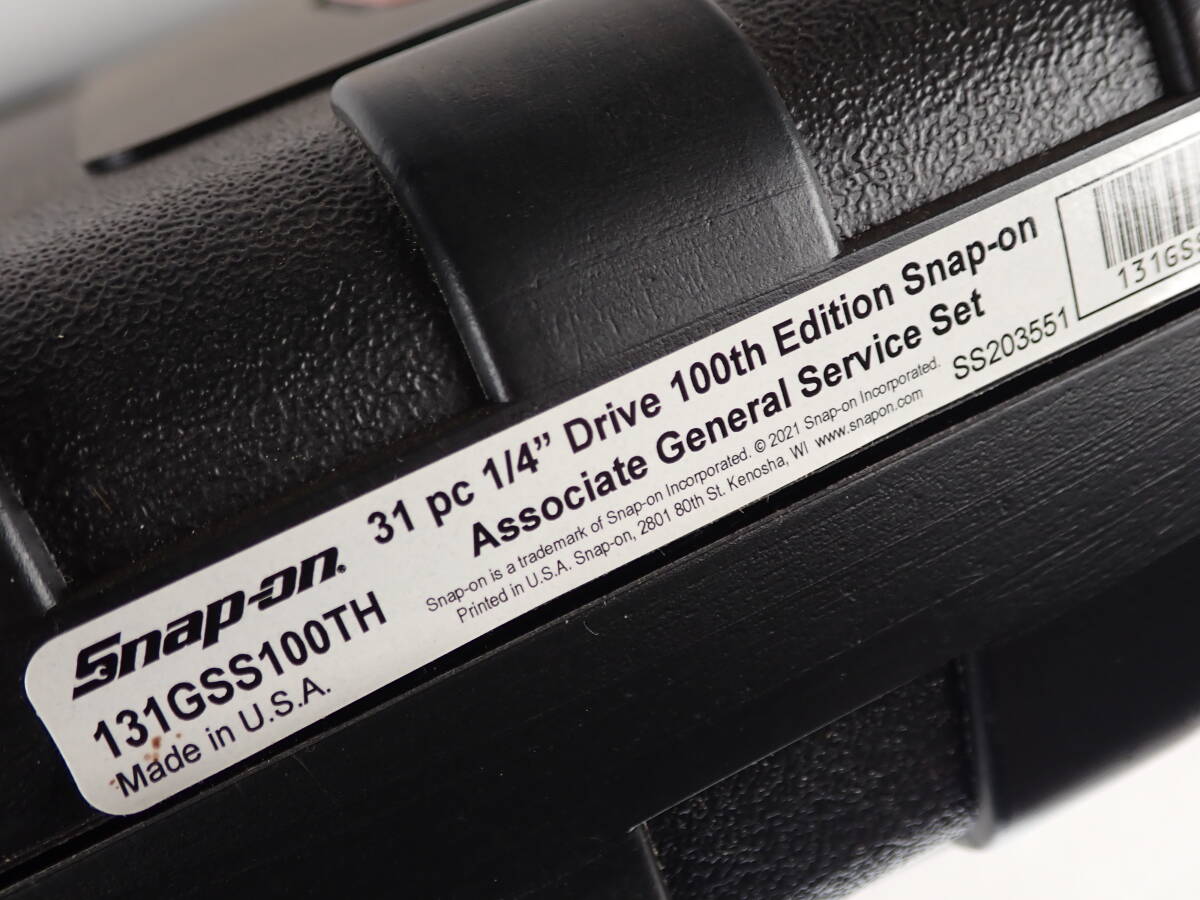 Snap-on.
131GSS100TH
Made in U.S.A.
31 pc 1/4” Drive 100th Edition Snap-on
Associate General Service Set
Snap-on is a trademark of Snap-on Incorporated. © 2021 Snap-on Incorporated.
Printed in U.S.A. Snap-on, 2801 80th St. Kenosha, WI www.snapon.com
SS203551